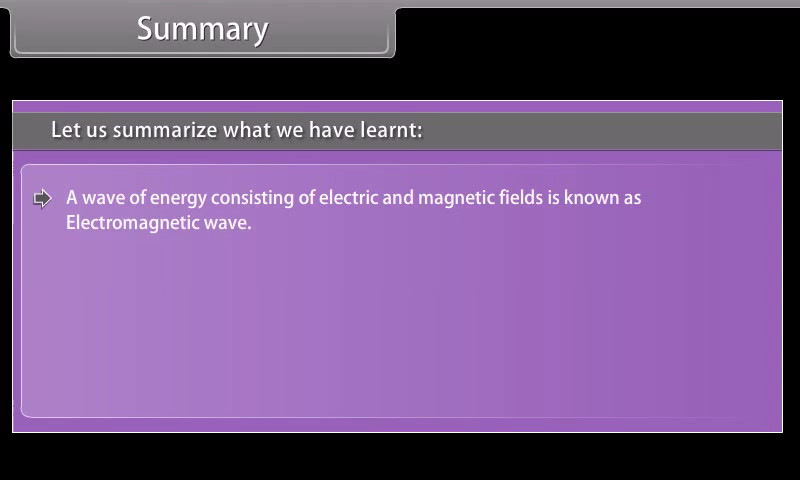 Summary
Let us summarize what we have learnt:
A wave of energy consisting of electric and magnetic fields is known as
Electromagnetic wave.